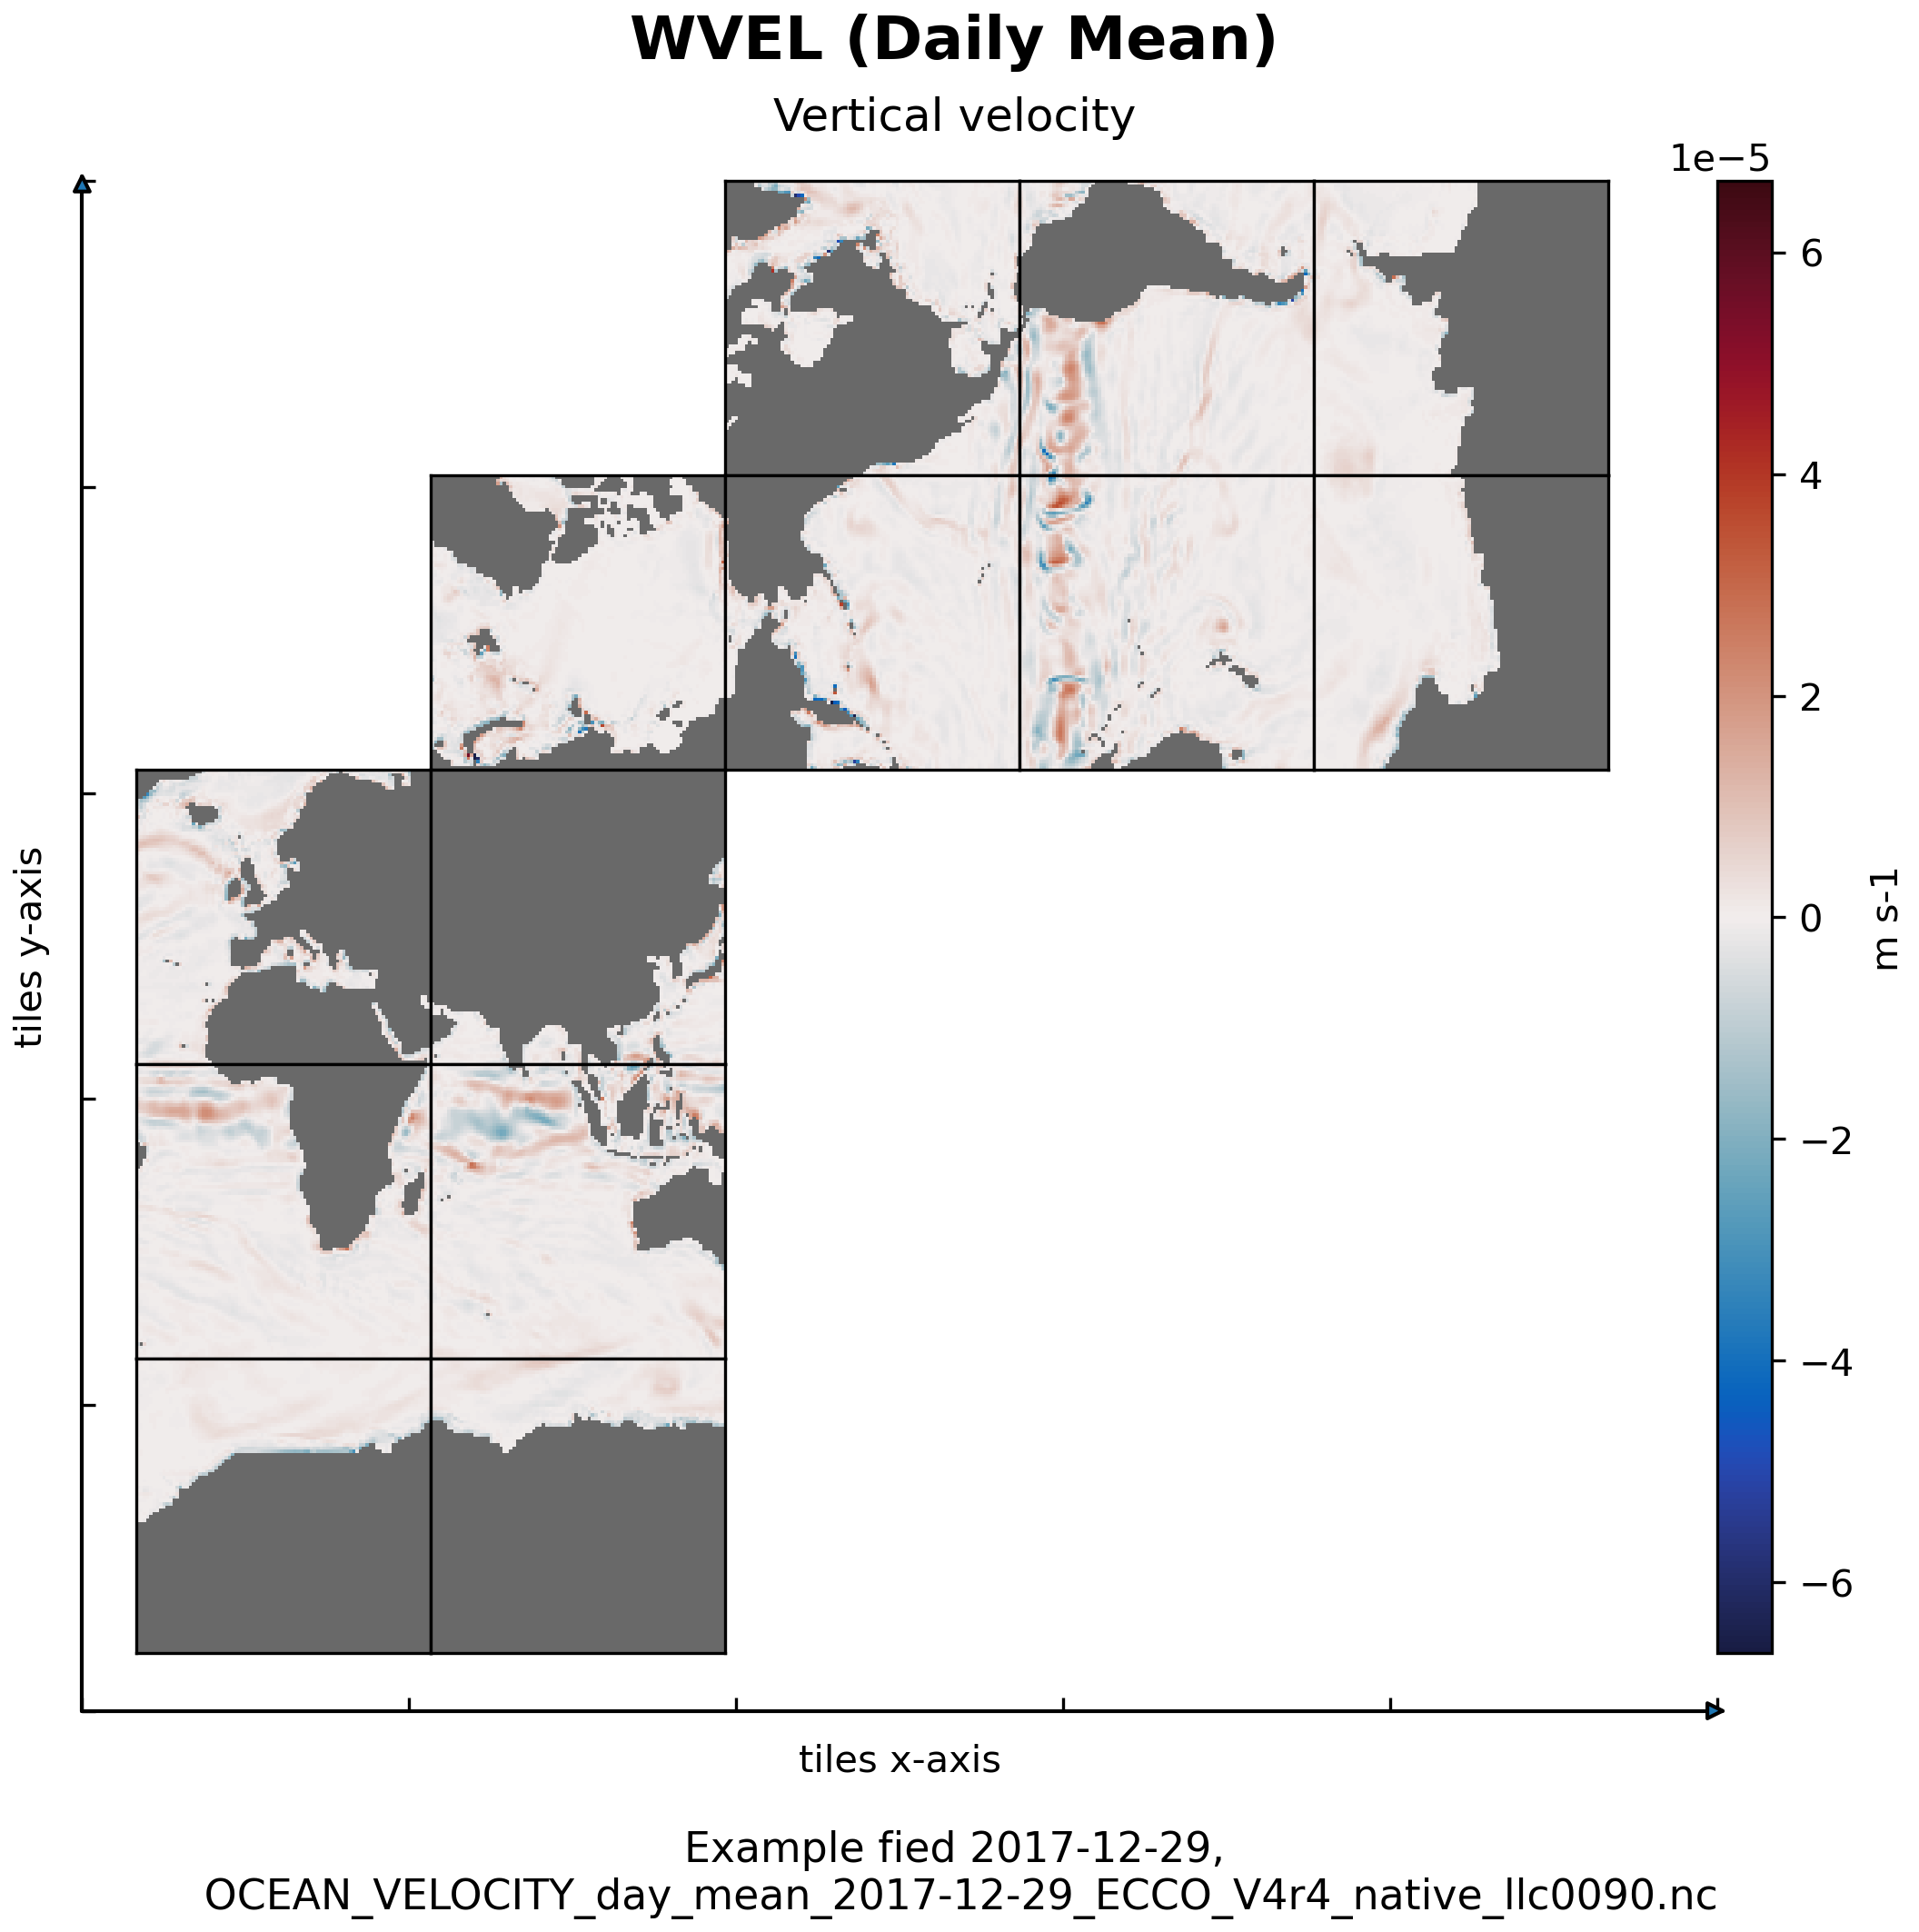 WVEL (Daily Mean)
Vertical velocity
1e−5
6
4
2
0
−2
−4
−6
m s-1
tiles y-axis
tiles x-axis
Example fied 2017-12-29,
OCEAN_VELOCITY_day_mean_2017-12-29_ECCO_V4r4_native_llc0090.nc